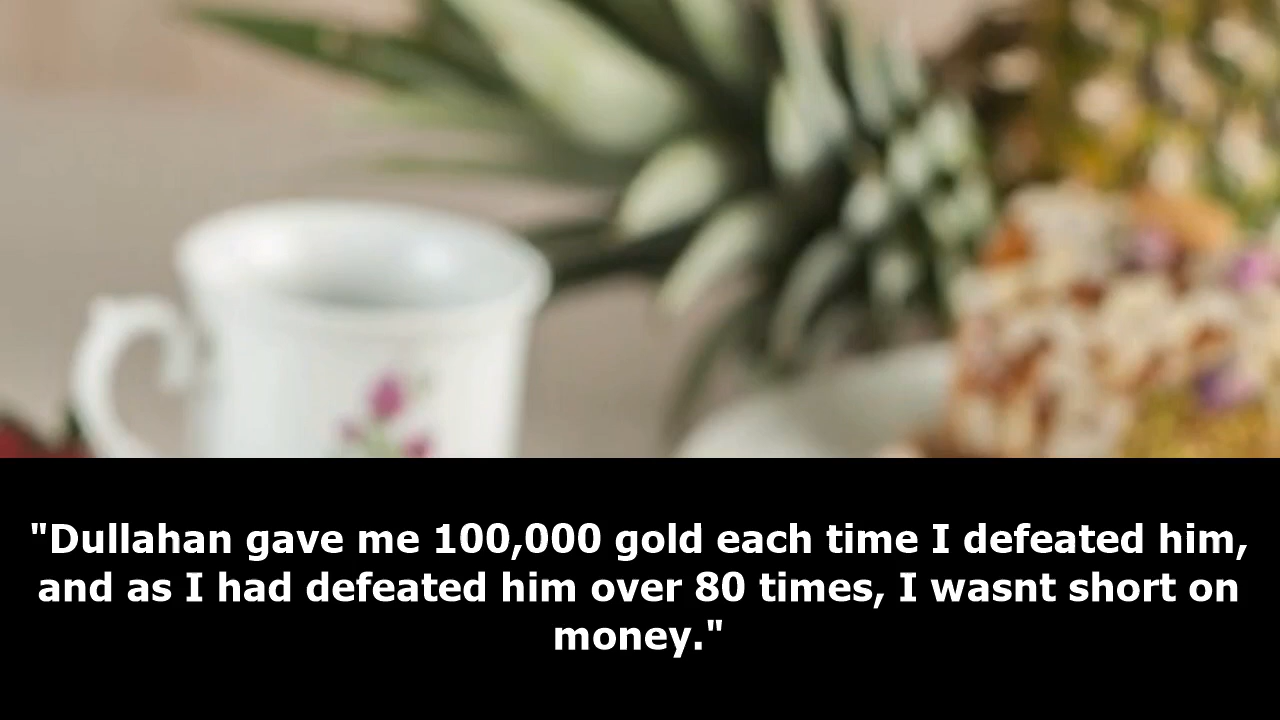 "Dullahan gave me 100,000 gold each time I defeated him,
and as I had defeated him over 80 times, I wasnt short on
money."